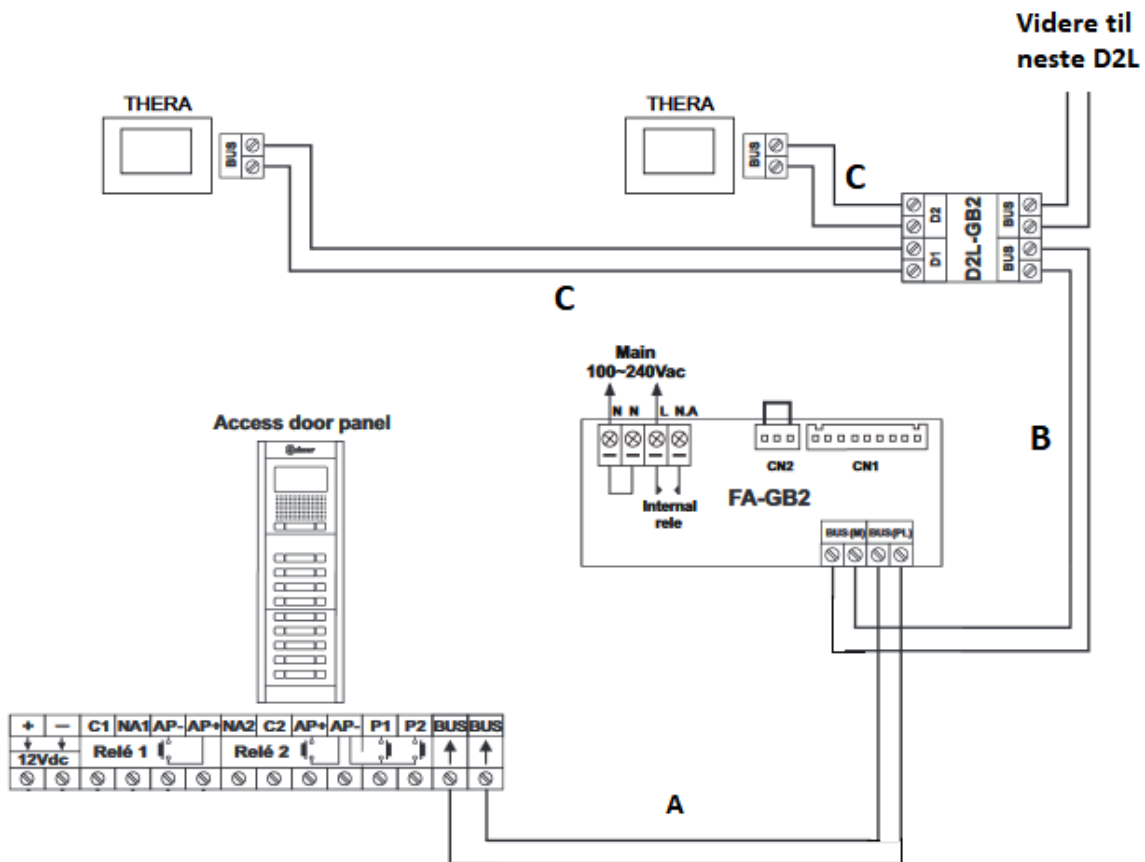 Videre til
neste D2L
THERA
BUS
THERA
BUS
C
D2
D1
D2L-GB2
BUS
BUS
C
Main
100~240Vac
N N L N.A
CN2
CN1
B
Internal
rele
FA-GB2
BUS(M) BUS(PL)
Access door panel
+ — C1 NA1 AP- AP+ NA2 C2 AP+ AP- P1 P2 BUS BUS
12Vdc Relé 1 Relé 2
A